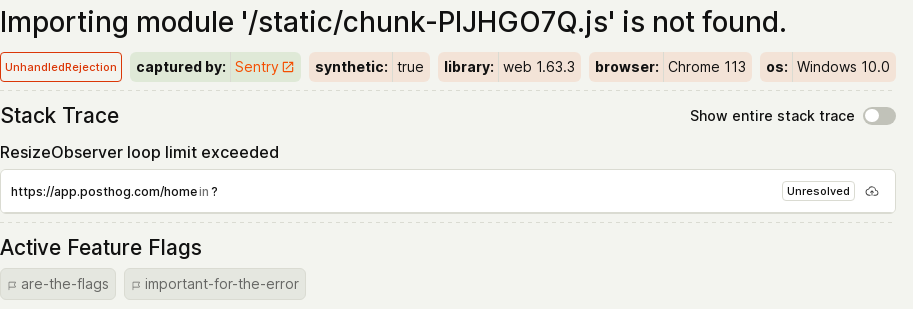 Importing module '/static/chunk-PIJHGO7Q.js' is not found.
UnhandledRejection captured by: Sentry synthetic: true library: web 1.63.3 browser: Chrome 113 os: Windows 10.0
Stack Trace Show entire stack trace
ResizeObserver loop limit exceeded
https://app.posthog.com/home in ? Unresolved
Active Feature Flags
are-the-flags important-for-the-error